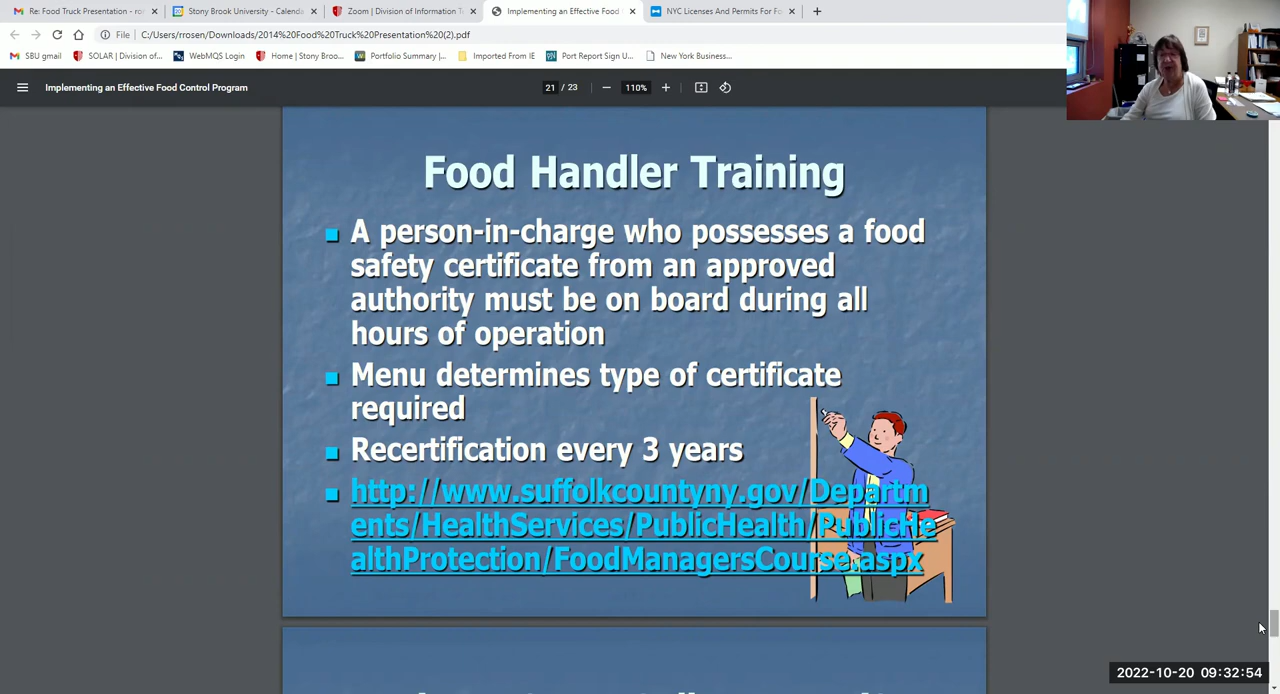 Re: Food Truck Presentation - ro
Stony Brook University - Calenda
Zoom | Division of Information T
Implementing an Effective Food
NYC Licenses And Permits For Fo
File C:/Users/rrosen/Downloads/2014%20Food%20Truck%20Presentation%20(2).pdf
SBU gmail
SOLAR | Division of...
WebMQS Login
Home | Stony Broo...
Portfolio Summary |...
Imported From IE
Port Report Sign U...
New York Business...
Implementing an Effective Food Control Program
21 / 23
110%
Food Handler Training
A person-in-charge who possesses a food
safety certificate from an approved
authority must be on board during all
hours of operation
Menu determines type of certificate
required
Recertification every 3 years
http://www.suffolkcountyny.gov/Departm
ents/HealthServices/PublicHealth/PublicHe
althProtection/FoodManagersCourse.aspx
2022-10-20 09:32:54